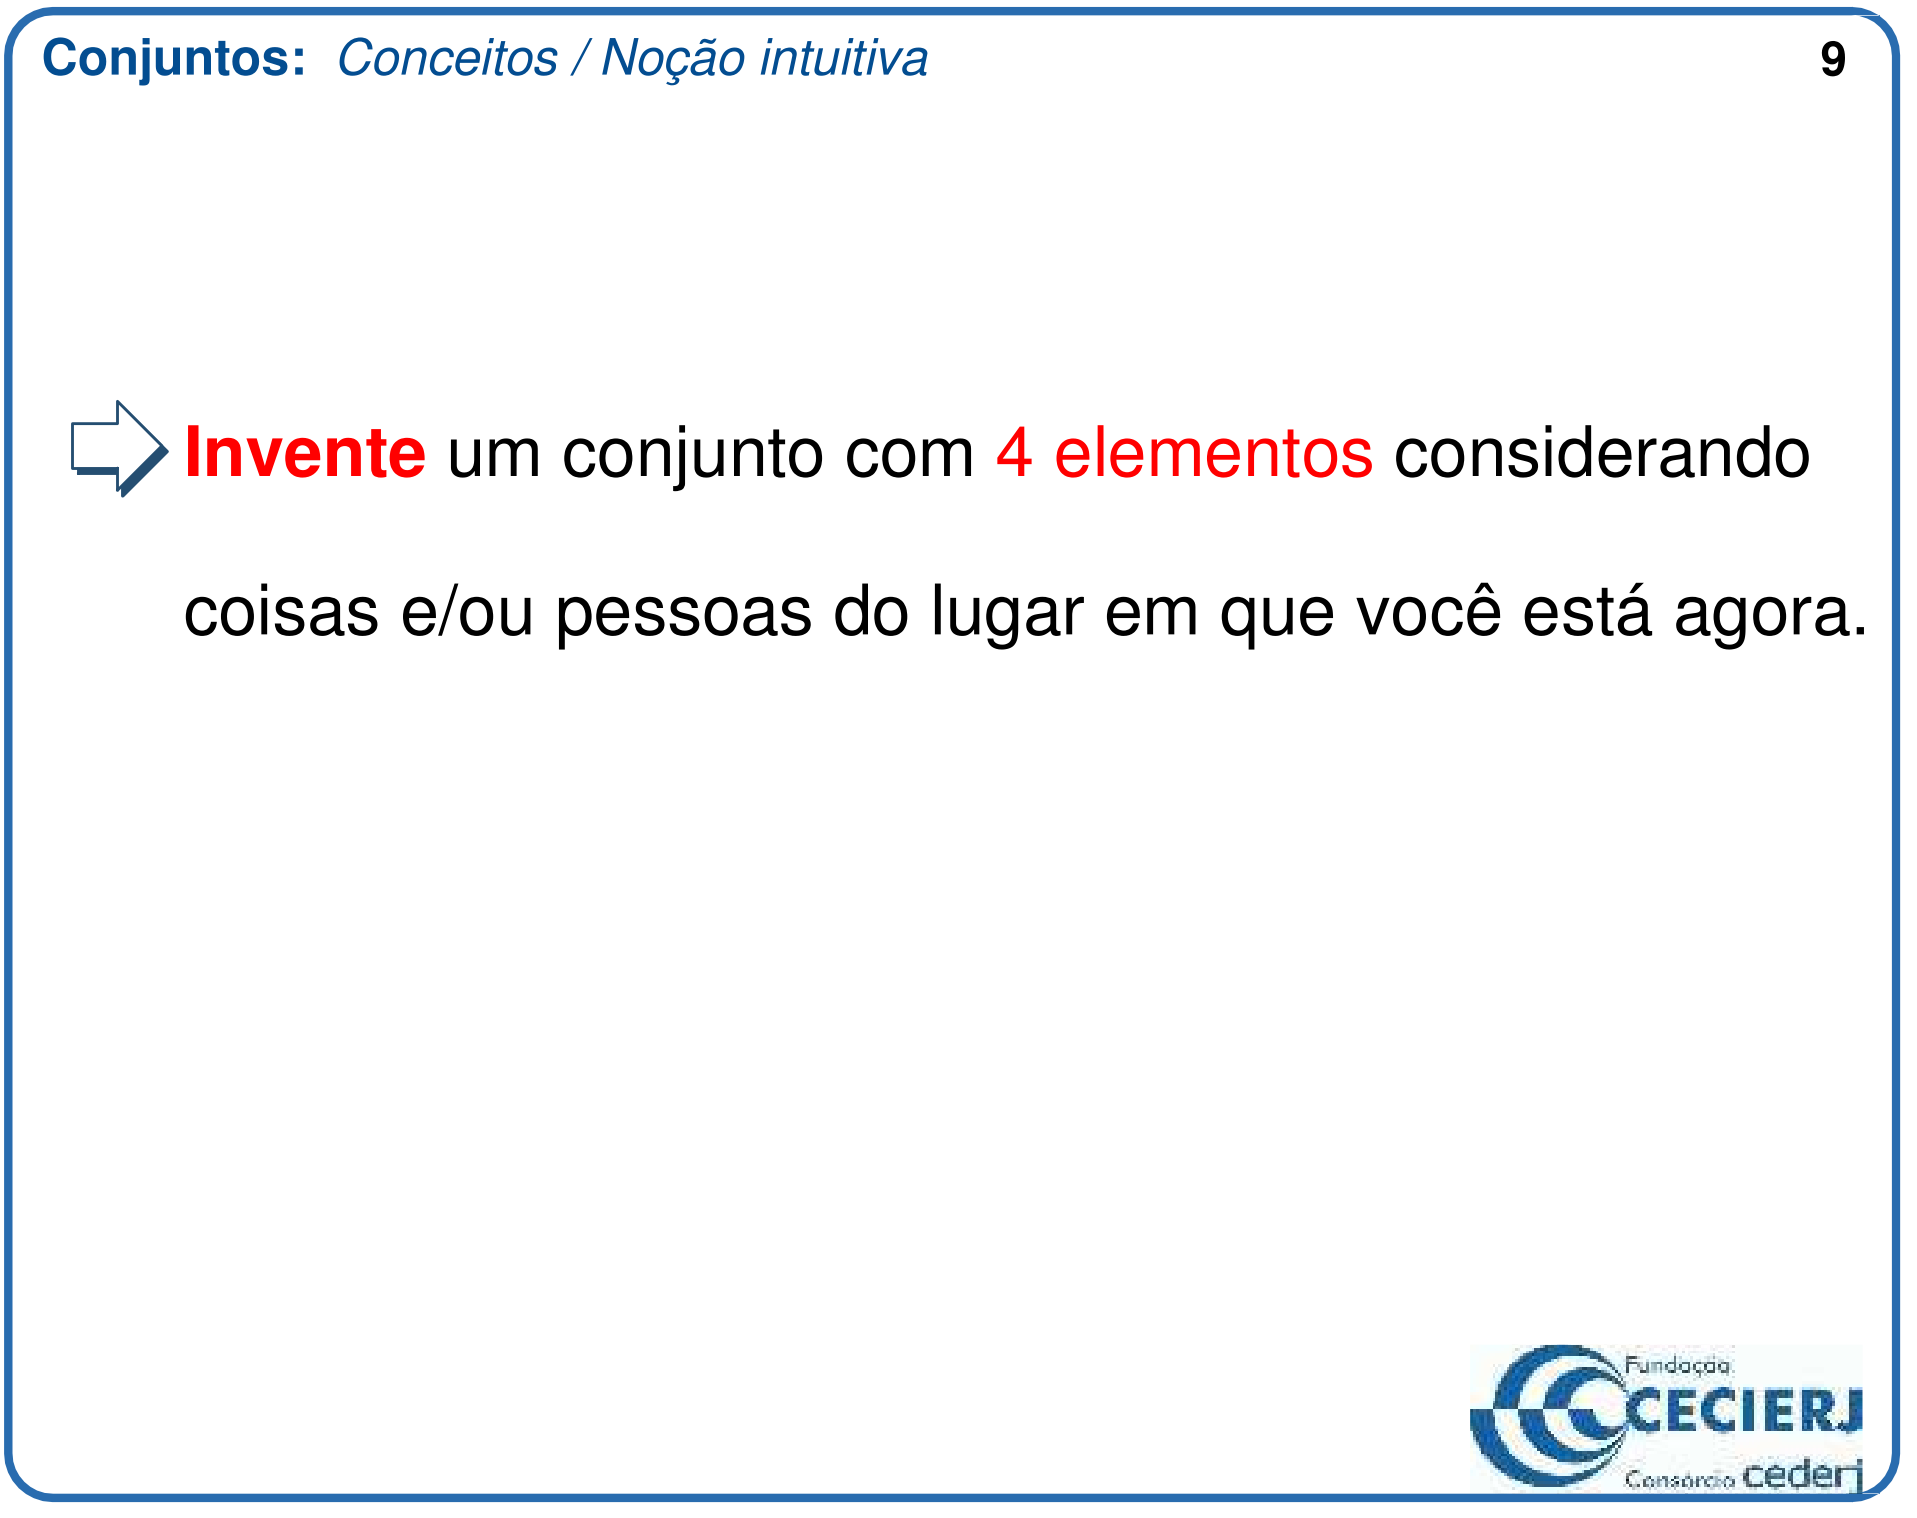 Conjuntos: Conceitos / Noção intuitiva
9
Invente um conjunto com 4 elementos considerando
coisas e/ou pessoas do lugar em que você está agora.
Fundação
CECIERJ
Consórcio cederj